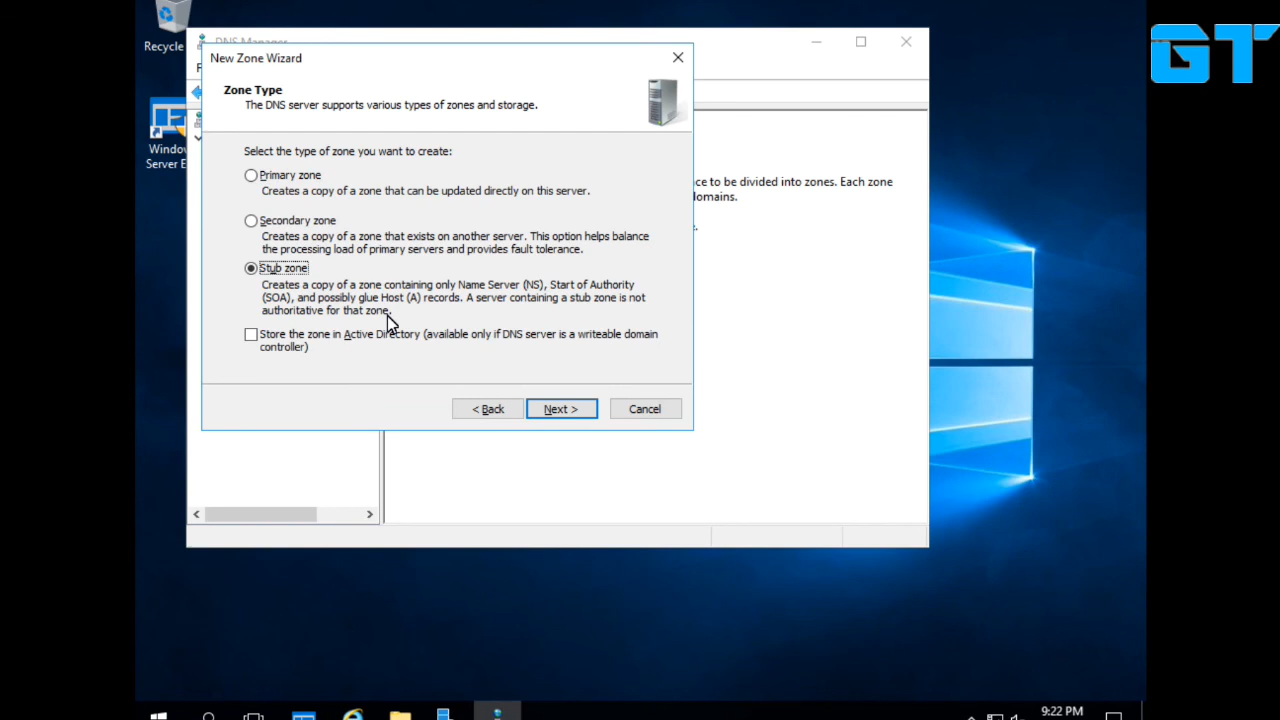 Recycle
DNS Manager
GT
New Zone Wizard
Zone Type
The DNS server supports various types of zones and storage.
Windo
Server E
Select the type of zone you want to create:
Primary zone
Creates a copy of a zone that can be updated directly on this server.
ce to be divided into zones. Each zone
domains.
Secondary zone
Creates a copy of a zone that exists on another server. This option helps balance
the processing load of primary servers and provides fault tolerance.
Stub zone
Creates a copy of a zone containing only Name Server (NS), Start of Authority
(SOA), and possibly glue Host (A) records. A server containing a stub zone is not
authoritative for that zone.
Store the zone in Active Directory (available only if DNS server is a writeable domain
controller)
< Back
Next >
Cancel
9:22 PM